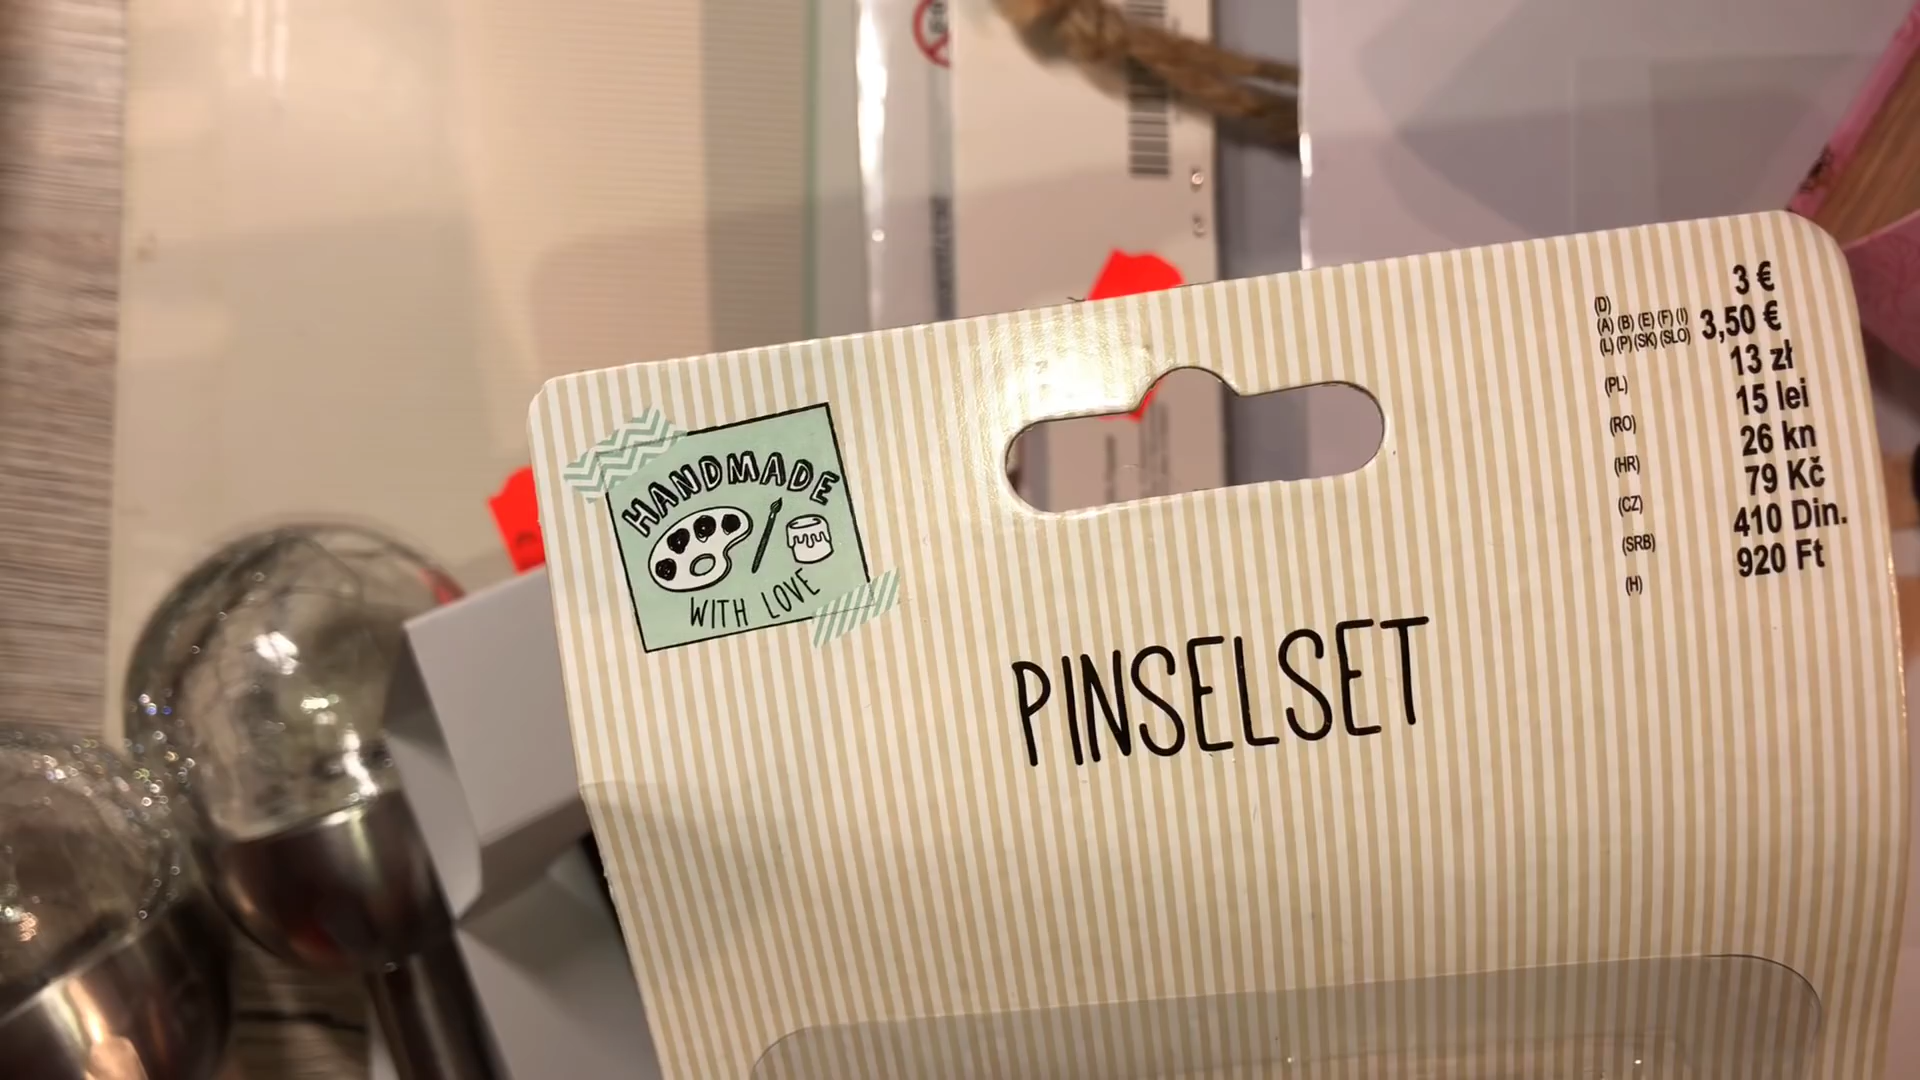 HANDMADE
WITH LOVE
PINSELSET
(D) 3 €
(A) (B) (E) (F) (I)
(L) (P) (SK) (SLO) 3,50 €
(PL) 13 zł
(RO) 15 lei
(HR) 26 kn
(CZ) 79 Kč
(SRB) 410 Din.
(H) 920 Ft